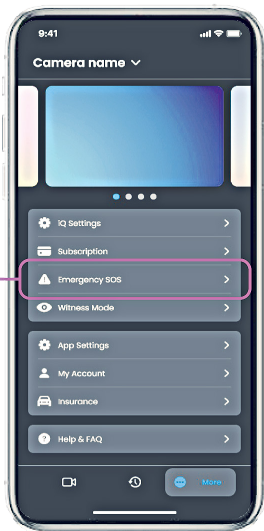 9:41
Camera name
iQ Settings
Subscription
Emergency SOS
Witness Mode
App Settings
My Account
Insurance
Help & FAQ
More